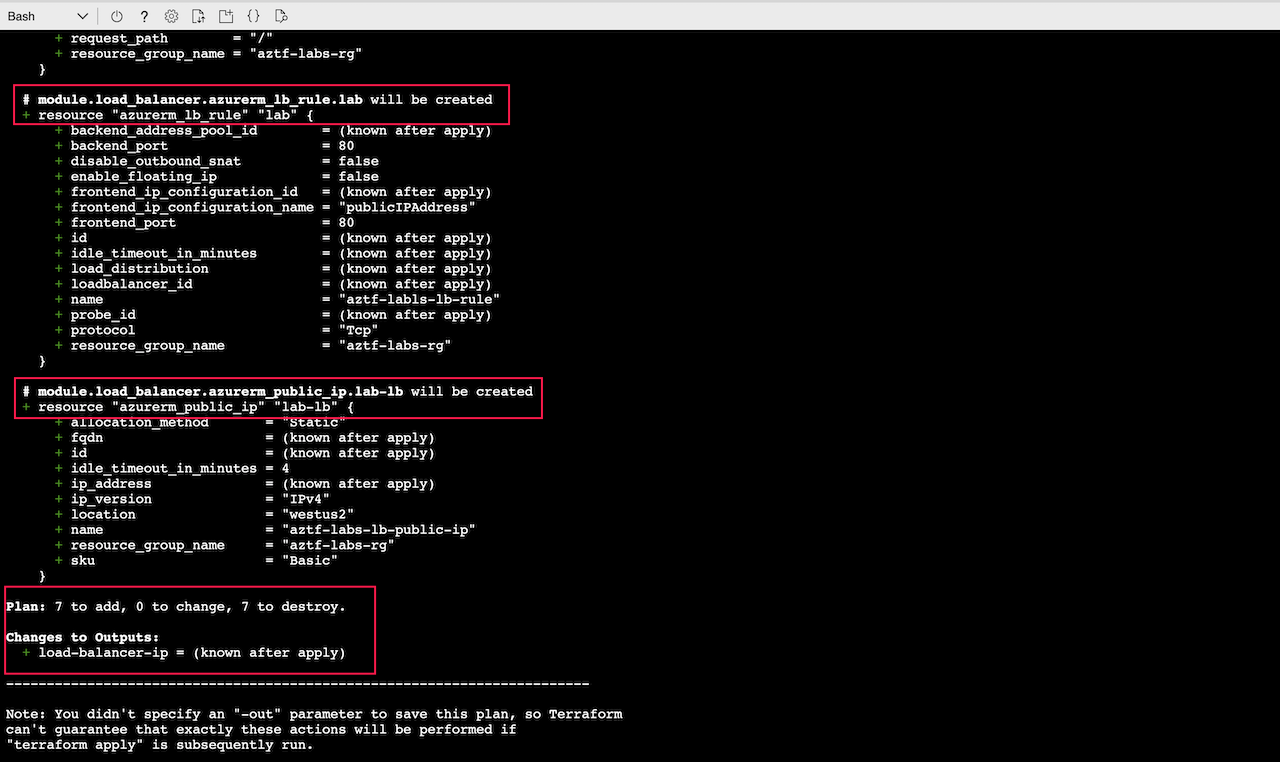 Bash
?
{}
+ request_path        = "/"
+ resource_group_name = "aztf-labs-rg"
}
# module.load_balancer.azurerm_lb_rule.lab will be created
+ resource "azurerm_lb_rule" "lab" {
+ backend_address_pool_id        = (known after apply)
+ backend_port                   = 80
+ disable_outbound_snat          = false
+ enable_floating_ip             = false
+ frontend_ip_configuration_id   = (known after apply)
+ frontend_ip_configuration_name = "publicIPAddress"
+ frontend_port                  = 80
+ id                             = (known after apply)
+ idle_timeout_in_minutes        = (known after apply)
+ load_distribution              = (known after apply)
+ loadbalancer_id                = (known after apply)
+ name                           = "aztf-labls-lb-rule"
+ probe_id                       = (known after apply)
+ protocol                       = "Tcp"
+ resource_group_name            = "aztf-labs-rg"
}
# module.load_balancer.azurerm_public_ip.lab-lb will be created
+ resource "azurerm_public_ip" "lab-lb" {
+ allocation_method       = "Static"
+ fqdn                    = (known after apply)
+ id                      = (known after apply)
+ idle_timeout_in_minutes = 4
+ ip_address              = (known after apply)
+ ip_version              = "IPv4"
+ location                = "westus2"
+ name                    = "aztf-labs-lb-public-ip"
+ resource_group_name     = "aztf-labs-rg"
+ sku                     = "Basic"
}
Plan: 7 to add, 0 to change, 7 to destroy.
Changes to Outputs:
+ load-balancer-ip = (known after apply)
------------------------------------------------------------------------
Note: You didn't specify an "-out" parameter to save this plan, so Terraform
can't guarantee that exactly these actions will be performed if
"terraform apply" is subsequently run.